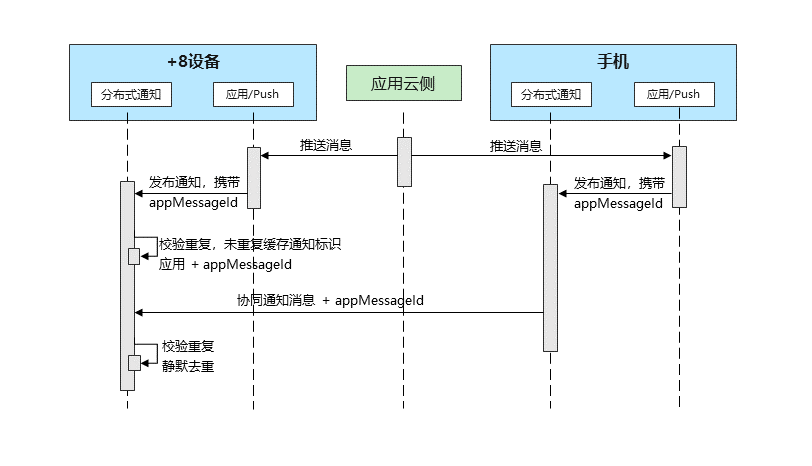 +8设备
手机
应用云侧
分布式通知
应用/Push
分布式通知
应用/Push
推送消息
推送消息
发布通知，携带
appMessageId
发布通知，携带
appMessageId
校验重复，未重复缓存通知标识
应用 + appMessageId
协同通知消息 + appMessageId
校验重复
静默去重